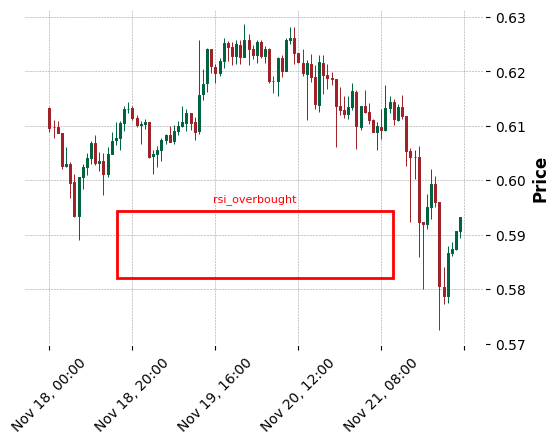 0.63
0.62
0.61
0.60
0.59
0.58
0.57
Price
rsi_overbought
Nov 18, 00:00
Nov 18, 20:00
Nov 19, 16:00
Nov 20, 12:00
Nov 21, 08:00